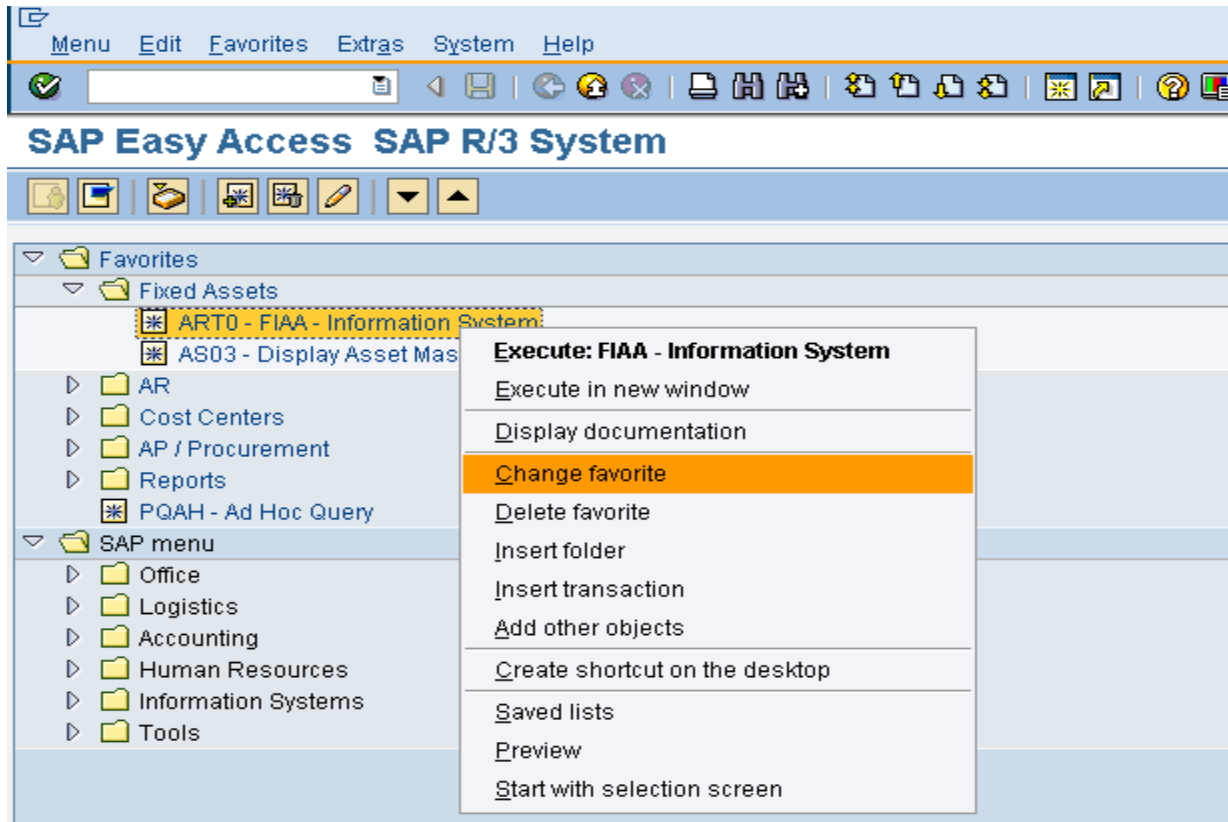 Menu Edit Favorites Extras System Help
SAP Easy Access SAP R/3 System
Favorites
Fixed Assets
ART0 - FIAA - Information System
AS03 - Display Asset Mas
AR
Cost Centers
AP / Procurement
Reports
PQAH - Ad Hoc Query
SAP menu
Office
Logistics
Accounting
Human Resources
Information Systems
Tools
Execute: FIAA - Information System
Execute in new window
Display documentation
Change favorite
Delete favorite
Insert folder
Insert transaction
Add other objects
Create shortcut on the desktop
Saved lists
Preview
Start with selection screen